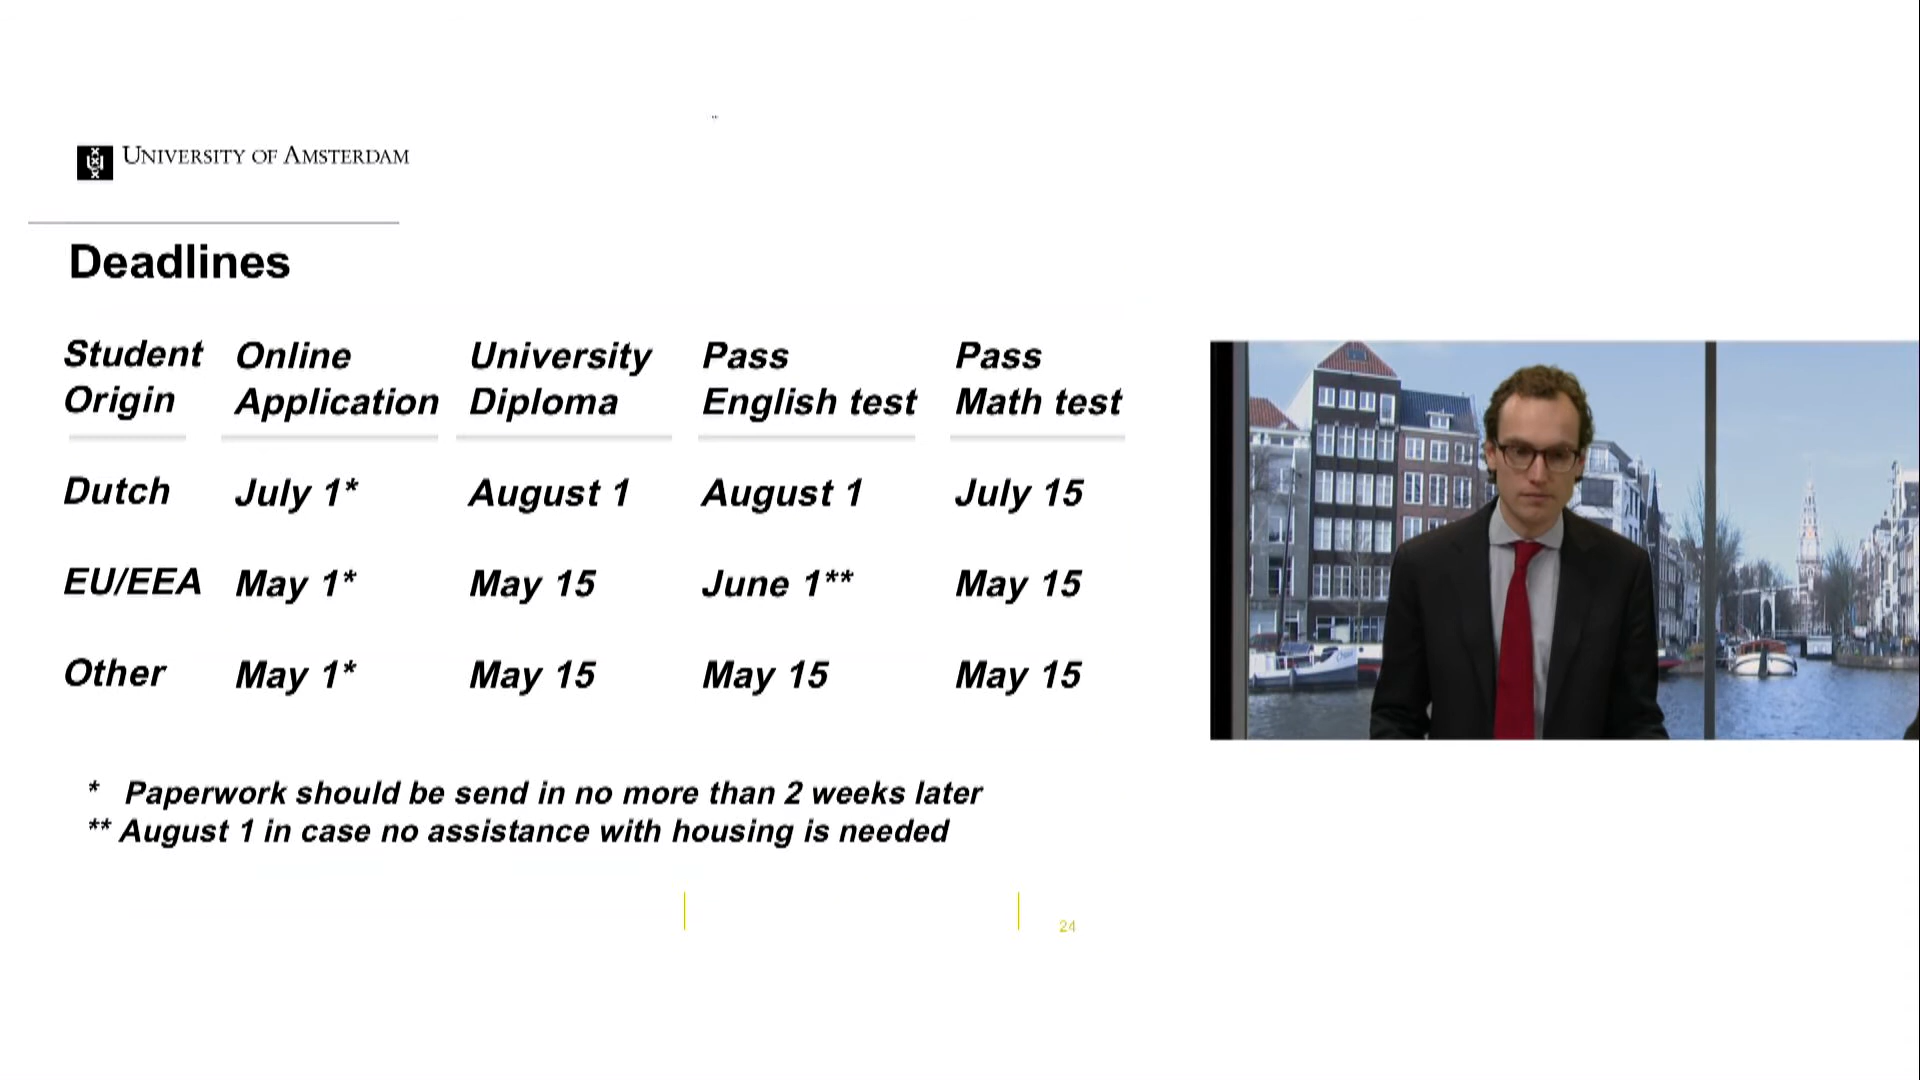 University of Amsterdam
Deadlines
Student Origin Online Application University Diploma Pass English test Pass Math test
Dutch July 1* August 1 August 1 July 15
EU/EEA May 1* May 15 June 1** May 15
Other May 1* May 15 May 15 May 15
* Paperwork should be send in no more than 2 weeks later
** August 1 in case no assistance with housing is needed
24